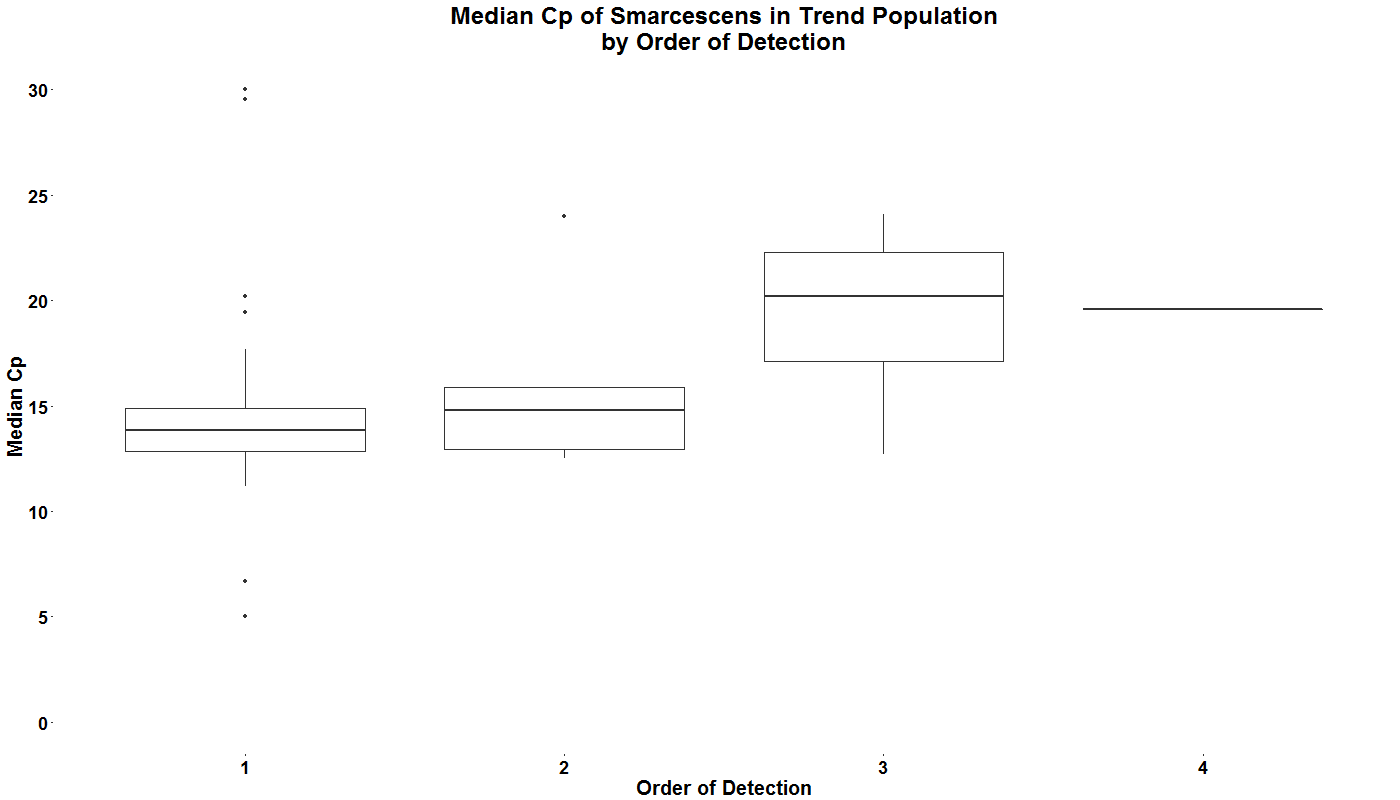 Median Cp of Smarcescens in Trend Population
by Order of Detection
30
25
20
15
10
5
0
Median Cp
1 2 3 4
Order of Detection